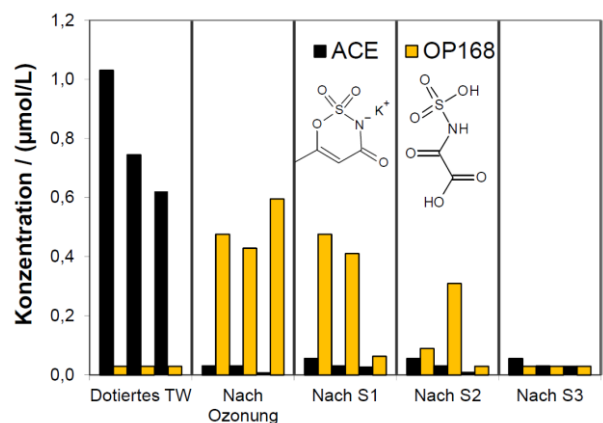 Konzentration / (µmol/L)
1,2
1,0
0,8
0,6
0,4
0,2
0,0
ACE
OP168
O
O
S
O
N
−
K⁺
O
O
O
S
OH
NH
O
O
HO
Dotiertes TW
Nach
Ozonung
Nach S1
Nach S2
Nach S3